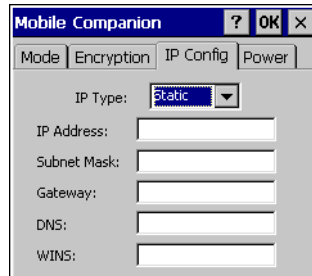 Mobile Companion ? OK ×
Mode Encryption IP Config Power
IP Type: Static
IP Address:
Subnet Mask:
Gateway:
DNS:
WINS: